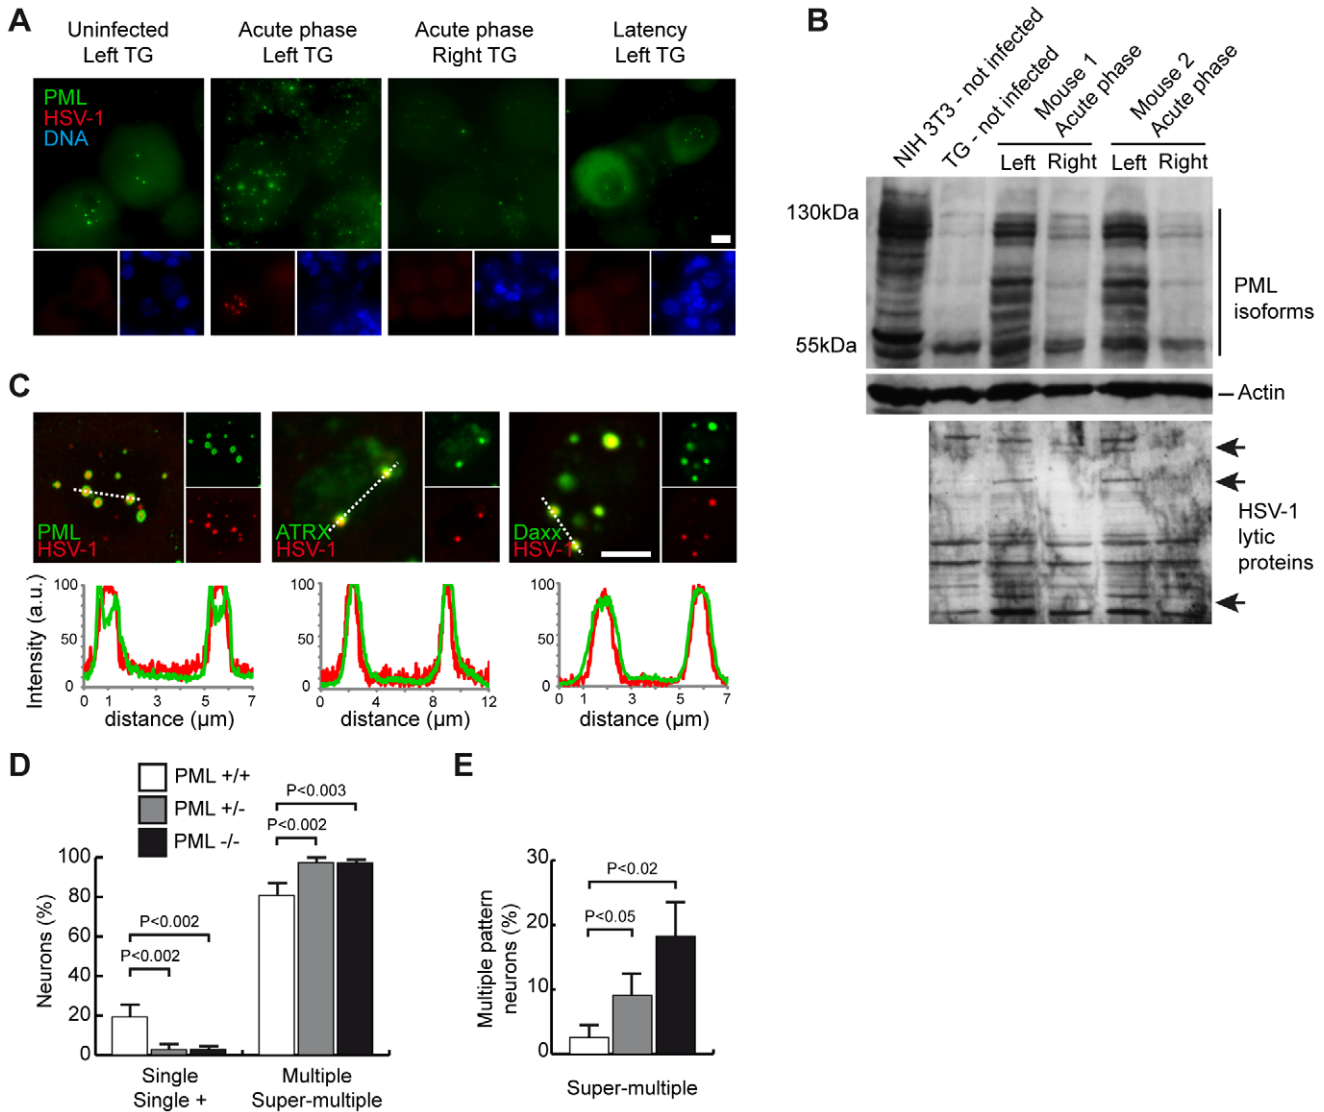 A
Uninfected
Left TG
Acute phase
Left TG
Acute phase
Right TG
Latency
Left TG
PML
HSV-1
DNA
B
NIH 3T3 - not infected
TG - not infected
Mouse 1
Acute phase
Mouse 2
Acute phase
Left
Right
Left
Right
130kDa
55kDa
PML
isoforms
Actin
HSV-1
lytic
proteins
C
PML
HSV-1
ATRX
HSV-1
Daxx
HSV-1
Intensity (a.u.)
100
50
0
0 1 3 5 7
distance (µm)
100
50
0
0 4 8 12
distance (µm)
100
50
0
0 1 3 5 7
distance (µm)
D
PML +/+
PML +/-
PML -/-
Neurons (%)
100
80
60
40
20
0
P<0.002
P<0.002
P<0.003
P<0.002
Single
Single +
Multiple
Super-multiple
E
Multiple pattern
neurons (%)
30
20
10
0
P<0.02
P<0.05
Super-multiple